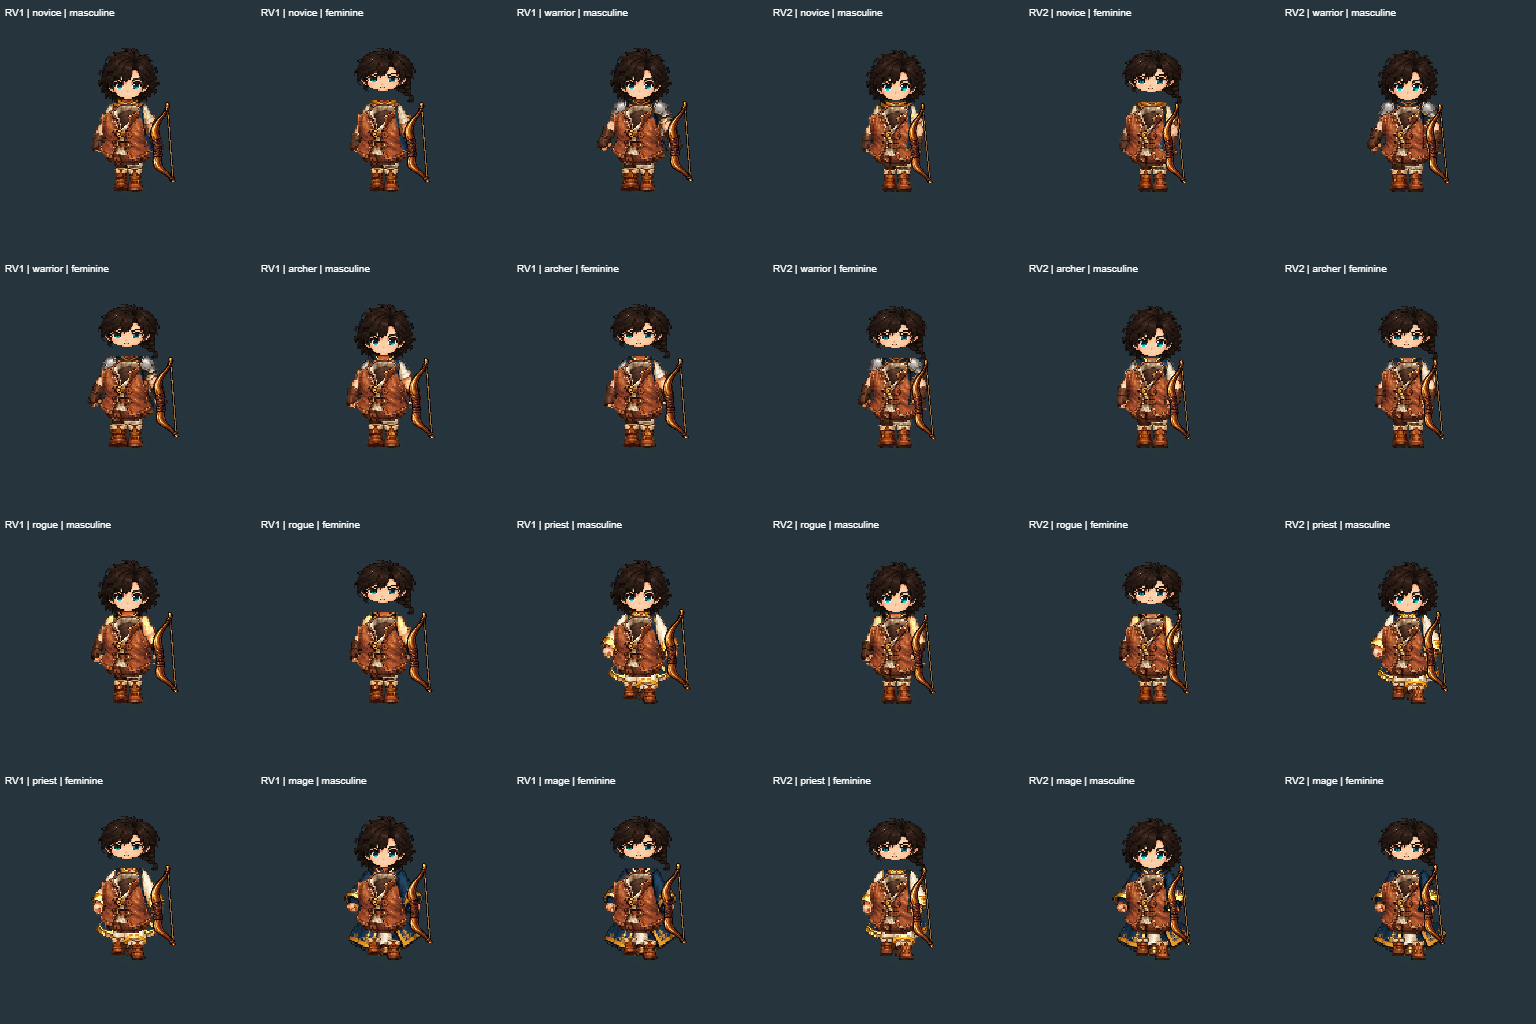 RV1 | novice | masculine
RV1 | novice | feminine
RV1 | warrior | masculine
RV2 | novice | masculine
RV2 | novice | feminine
RV2 | warrior | masculine
RV1 | warrior | feminine
RV1 | archer | masculine
RV1 | archer | feminine
RV2 | warrior | feminine
RV2 | archer | masculine
RV2 | archer | feminine
RV1 | rogue | masculine
RV1 | rogue | feminine
RV1 | priest | masculine
RV2 | rogue | masculine
RV2 | rogue | feminine
RV2 | priest | masculine
RV1 | priest | feminine
RV1 | mage | masculine
RV1 | mage | feminine
RV2 | priest | feminine
RV2 | mage | masculine
RV2 | mage | feminine